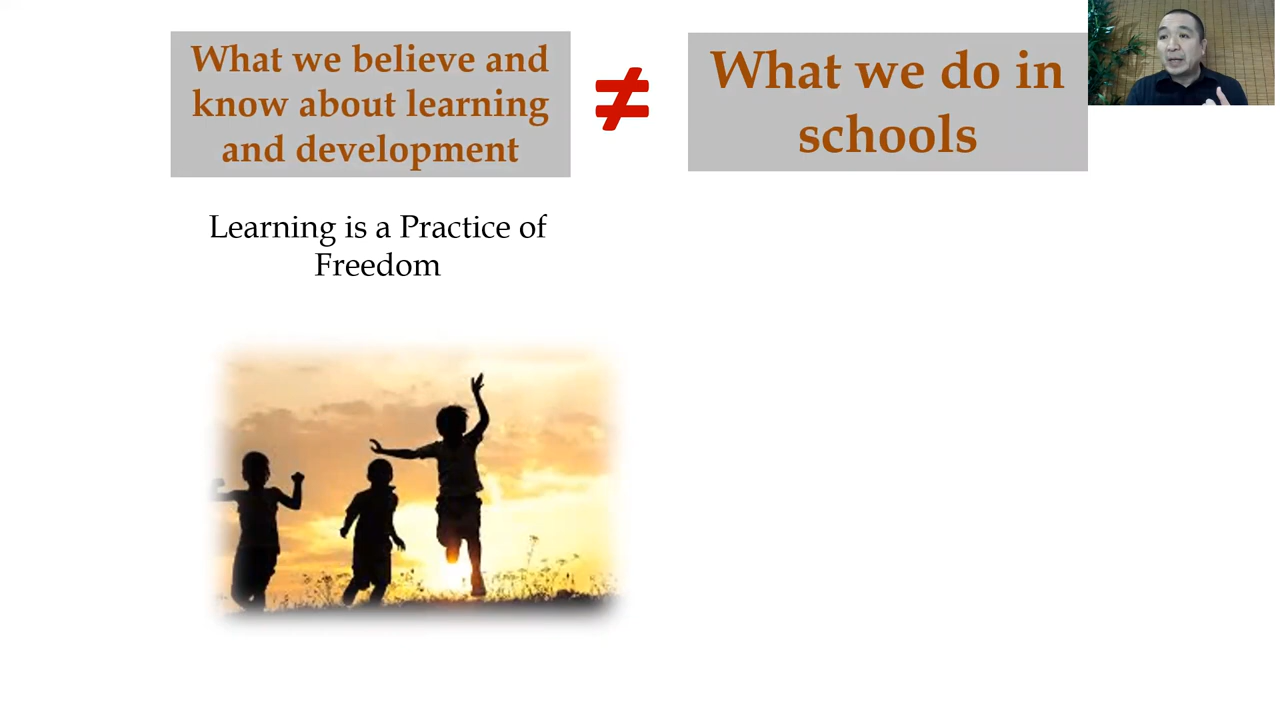 What we believe and
know about learning
and development
≠
What we do in
schools
Learning is a Practice of
Freedom